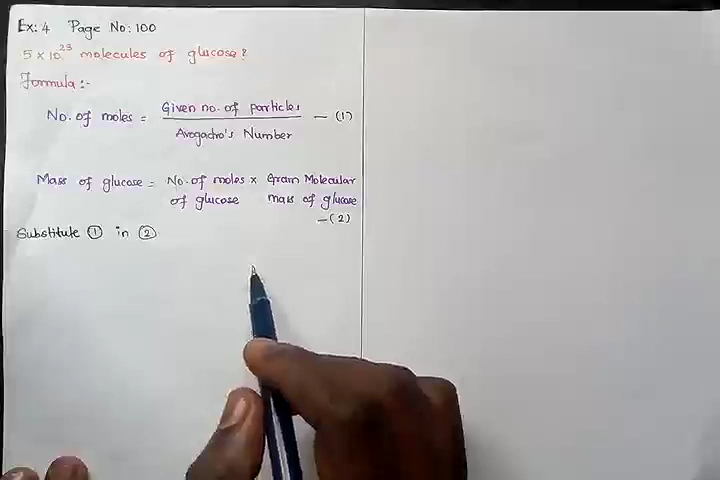 Ex: 4 Page No: 100
5 × 10²³ molecules of glucose?
Formula:-
No. of moles = Given no. of particles / Avogadro's Number — (1)
Mass of glucose = No. of moles × Gram Molecular
of glucose mass of glucose
— (2)
Substitute ① in ②